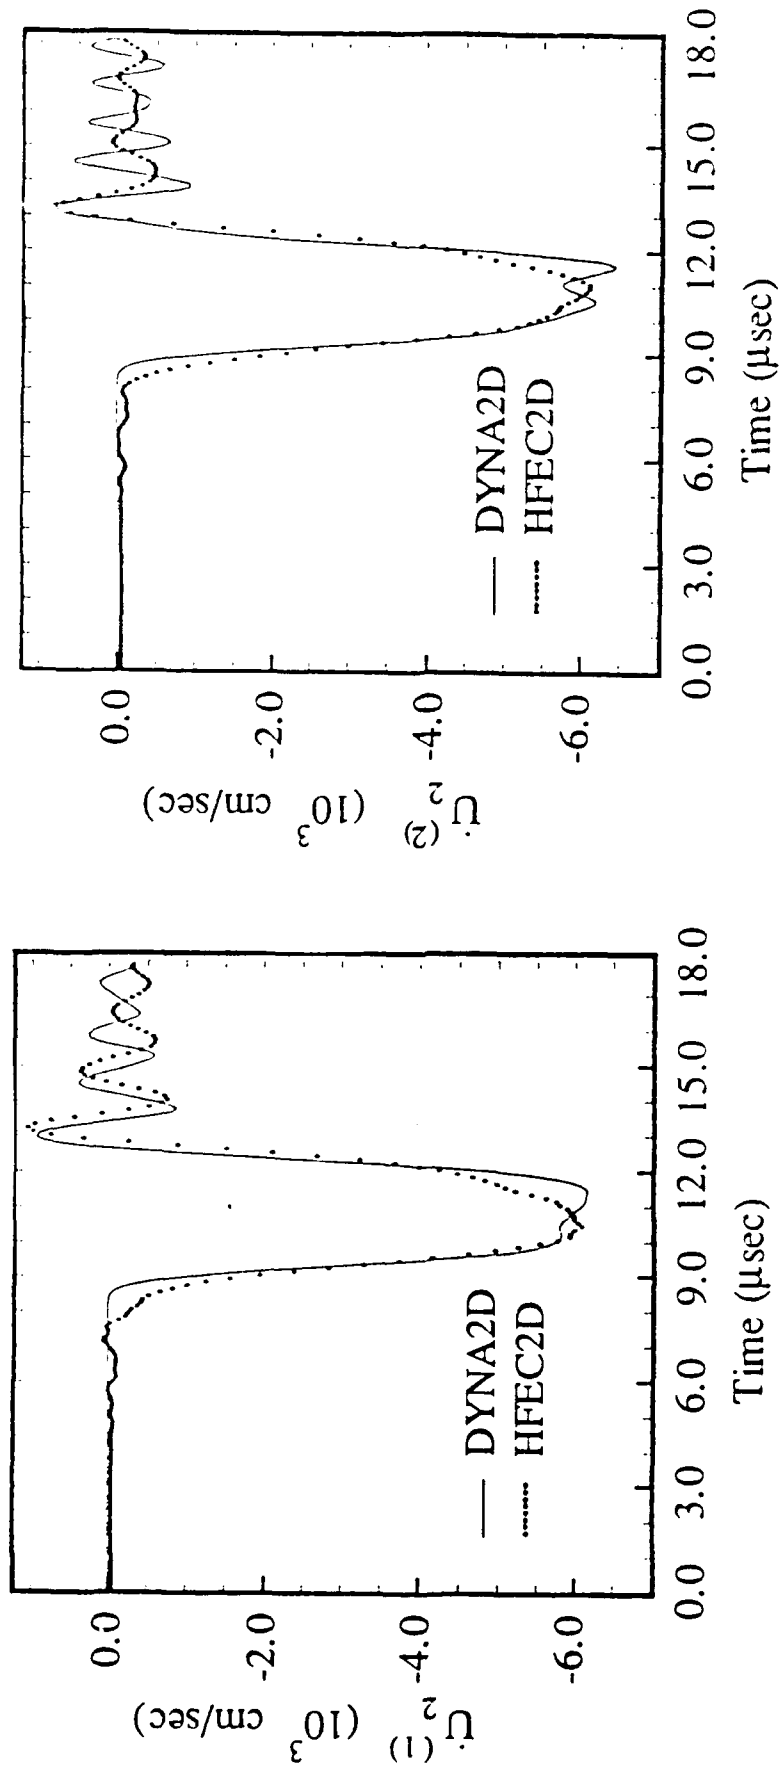 U̇₂⁽¹⁾ (10³ cm/sec)
0.0
-2.0
-4.0
-6.0
DYNA2D
HFEC2D
0.0 3.0 6.0 9.0 12.0 15.0 18.0
Time (μsec)
U̇₂⁽²⁾ (10³ cm/sec)
0.0
-2.0
-4.0
-6.0
DYNA2D
HFEC2D
0.0 3.0 6.0 9.0 12.0 15.0 18.0
Time (μsec)